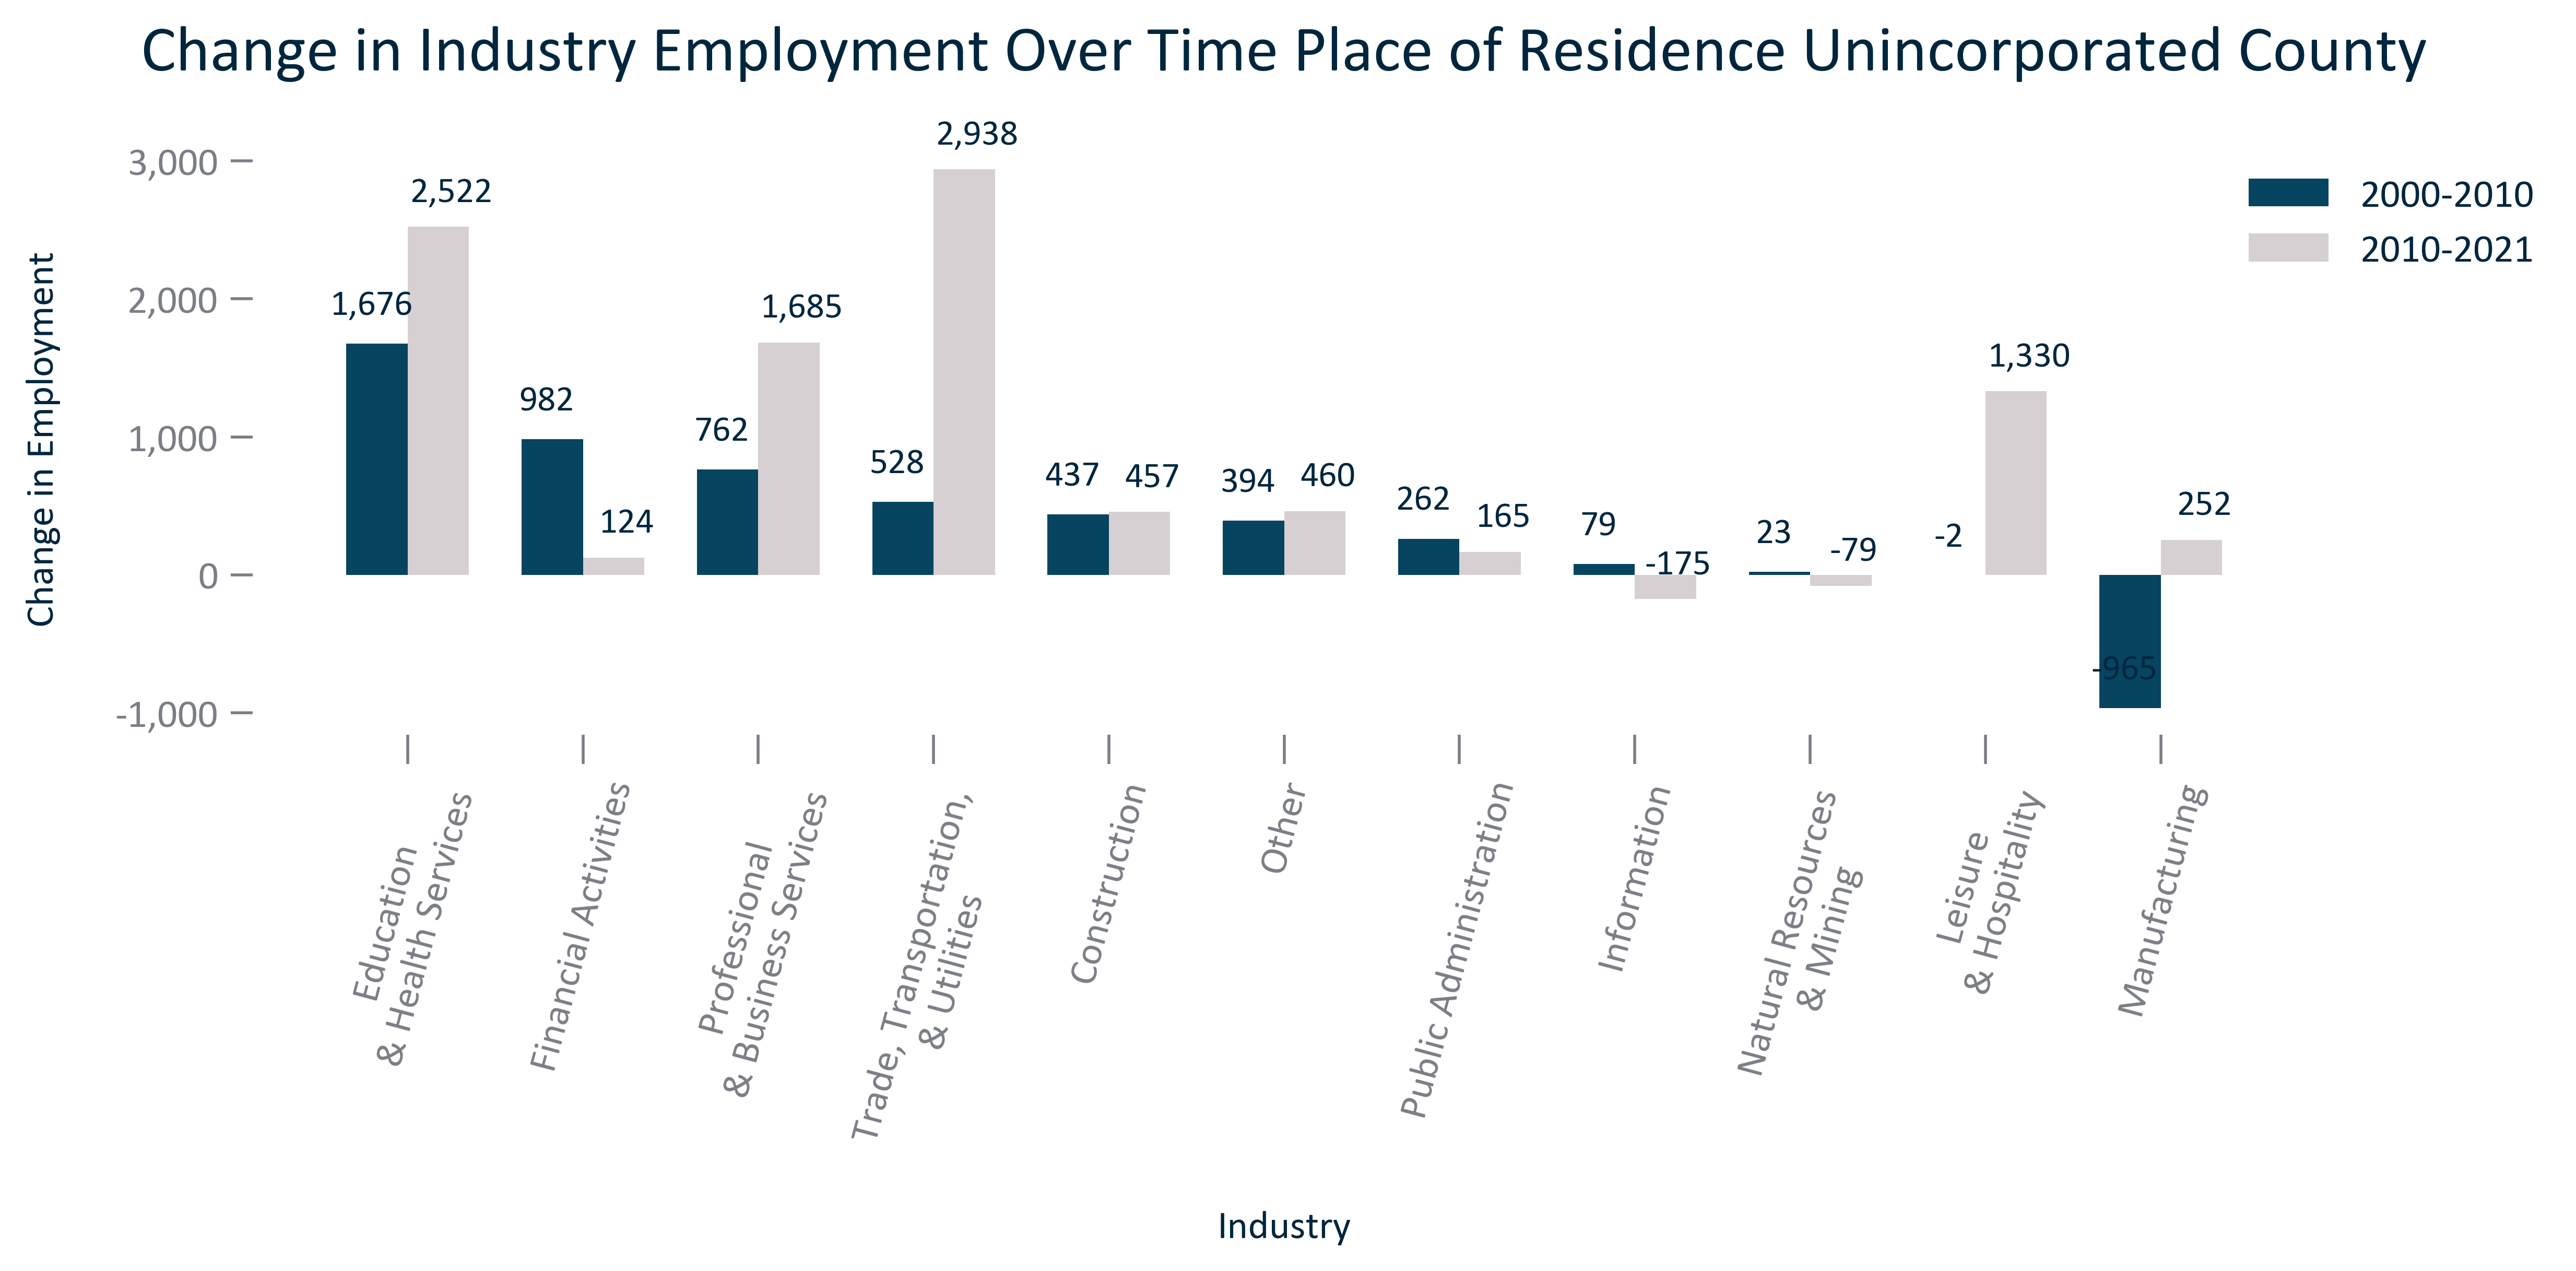 Change in Industry Employment Over Time Place of Residence Unincorporated County
Change in Employment
3,000
2,000
1,000
0
-1,000
2000-2010
2010-2021
1,676
2,522
982
124
762
1,685
528
2,938
437
457
394
460
262
165
79
-175
23
-79
-2
1,330
-965
252
Education
& Health Services
Financial Activities
Professional
& Business Services
Trade, Transportation,
& Utilities
Construction
Other
Public Administration
Information
Natural Resources
& Mining
Leisure
& Hospitality
Manufacturing
Industry